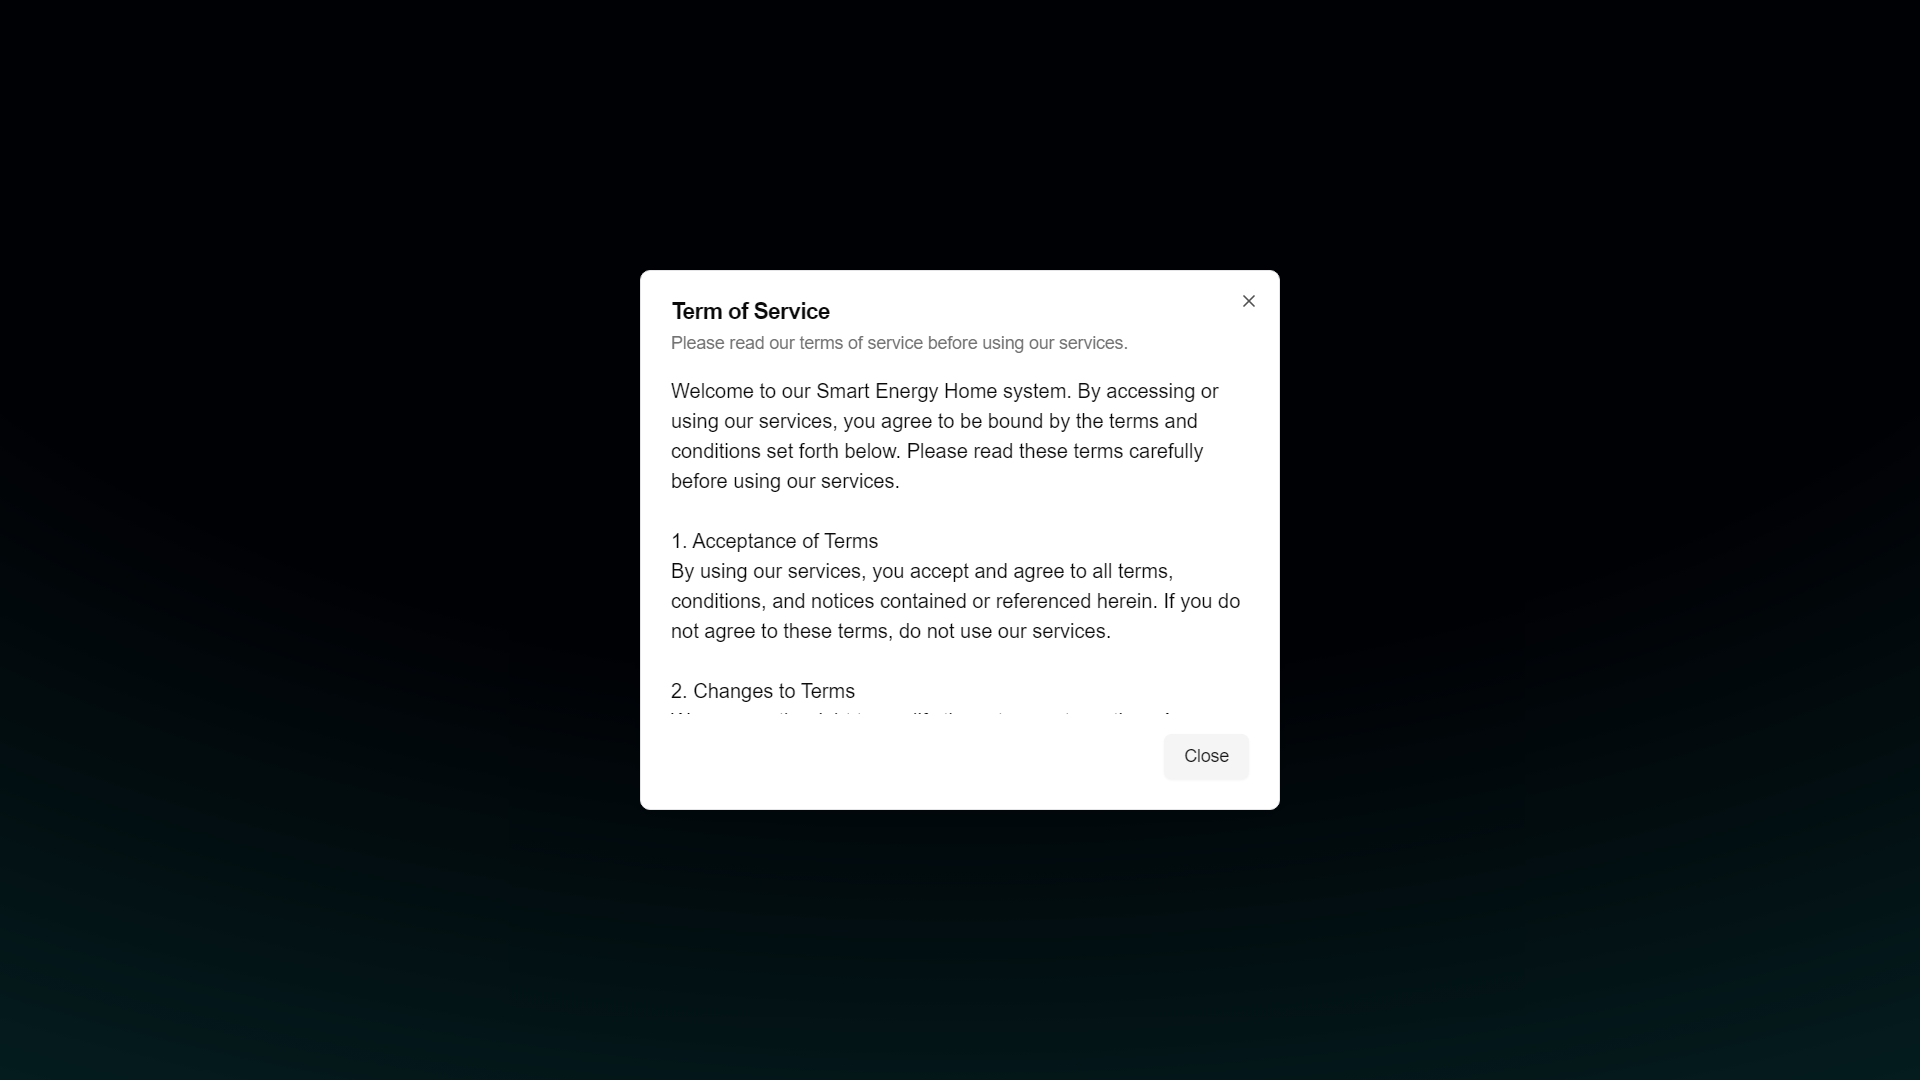 Term of Service
Please read our terms of service before using our services.
Welcome to our Smart Energy Home system. By accessing or
using our services, you agree to be bound by the terms and
conditions set forth below. Please read these terms carefully
before using our services.
1. Acceptance of Terms
By using our services, you accept and agree to all terms,
conditions, and notices contained or referenced herein. If you do
not agree to these terms, do not use our services.
2. Changes to Terms
Close